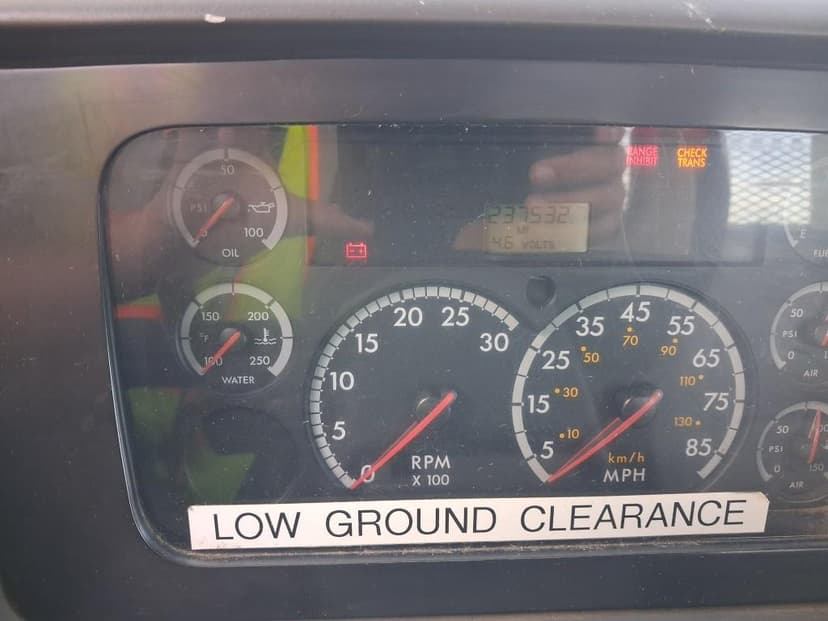 50
PSI
0 100
OIL
RANGE
INHIBIT
CHECK
TRANS
237532
MI
4.6 VOLTS
150 200
°F
100 250
WATER
0
5
10
15
20
25
30
RPM
X 100
5
15
25
35
45
55
65
75
85
10
30
50
70
90
110
130
km/h
MPH
E
FUE
50
PSI
0
AIR
50
PSI
0 150
AIR
LOW GROUND CLEARANCE